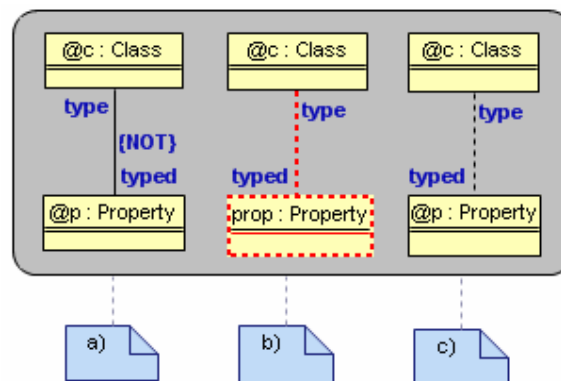 @c : Class
@c : Class
@c : Class
type
type
type
{NOT}
typed
typed
typed
@p : Property
prop : Property
@p : Property
a)
b)
c)